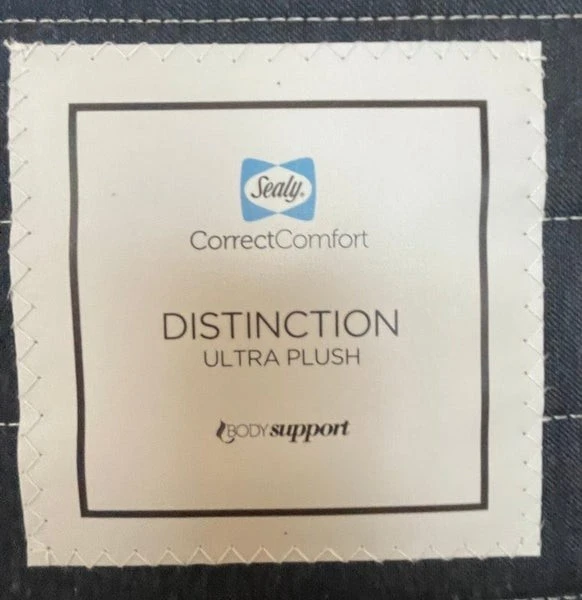 Sealy
CorrectComfort
DISTINCTION
ULTRA PLUSH
BODYsupport